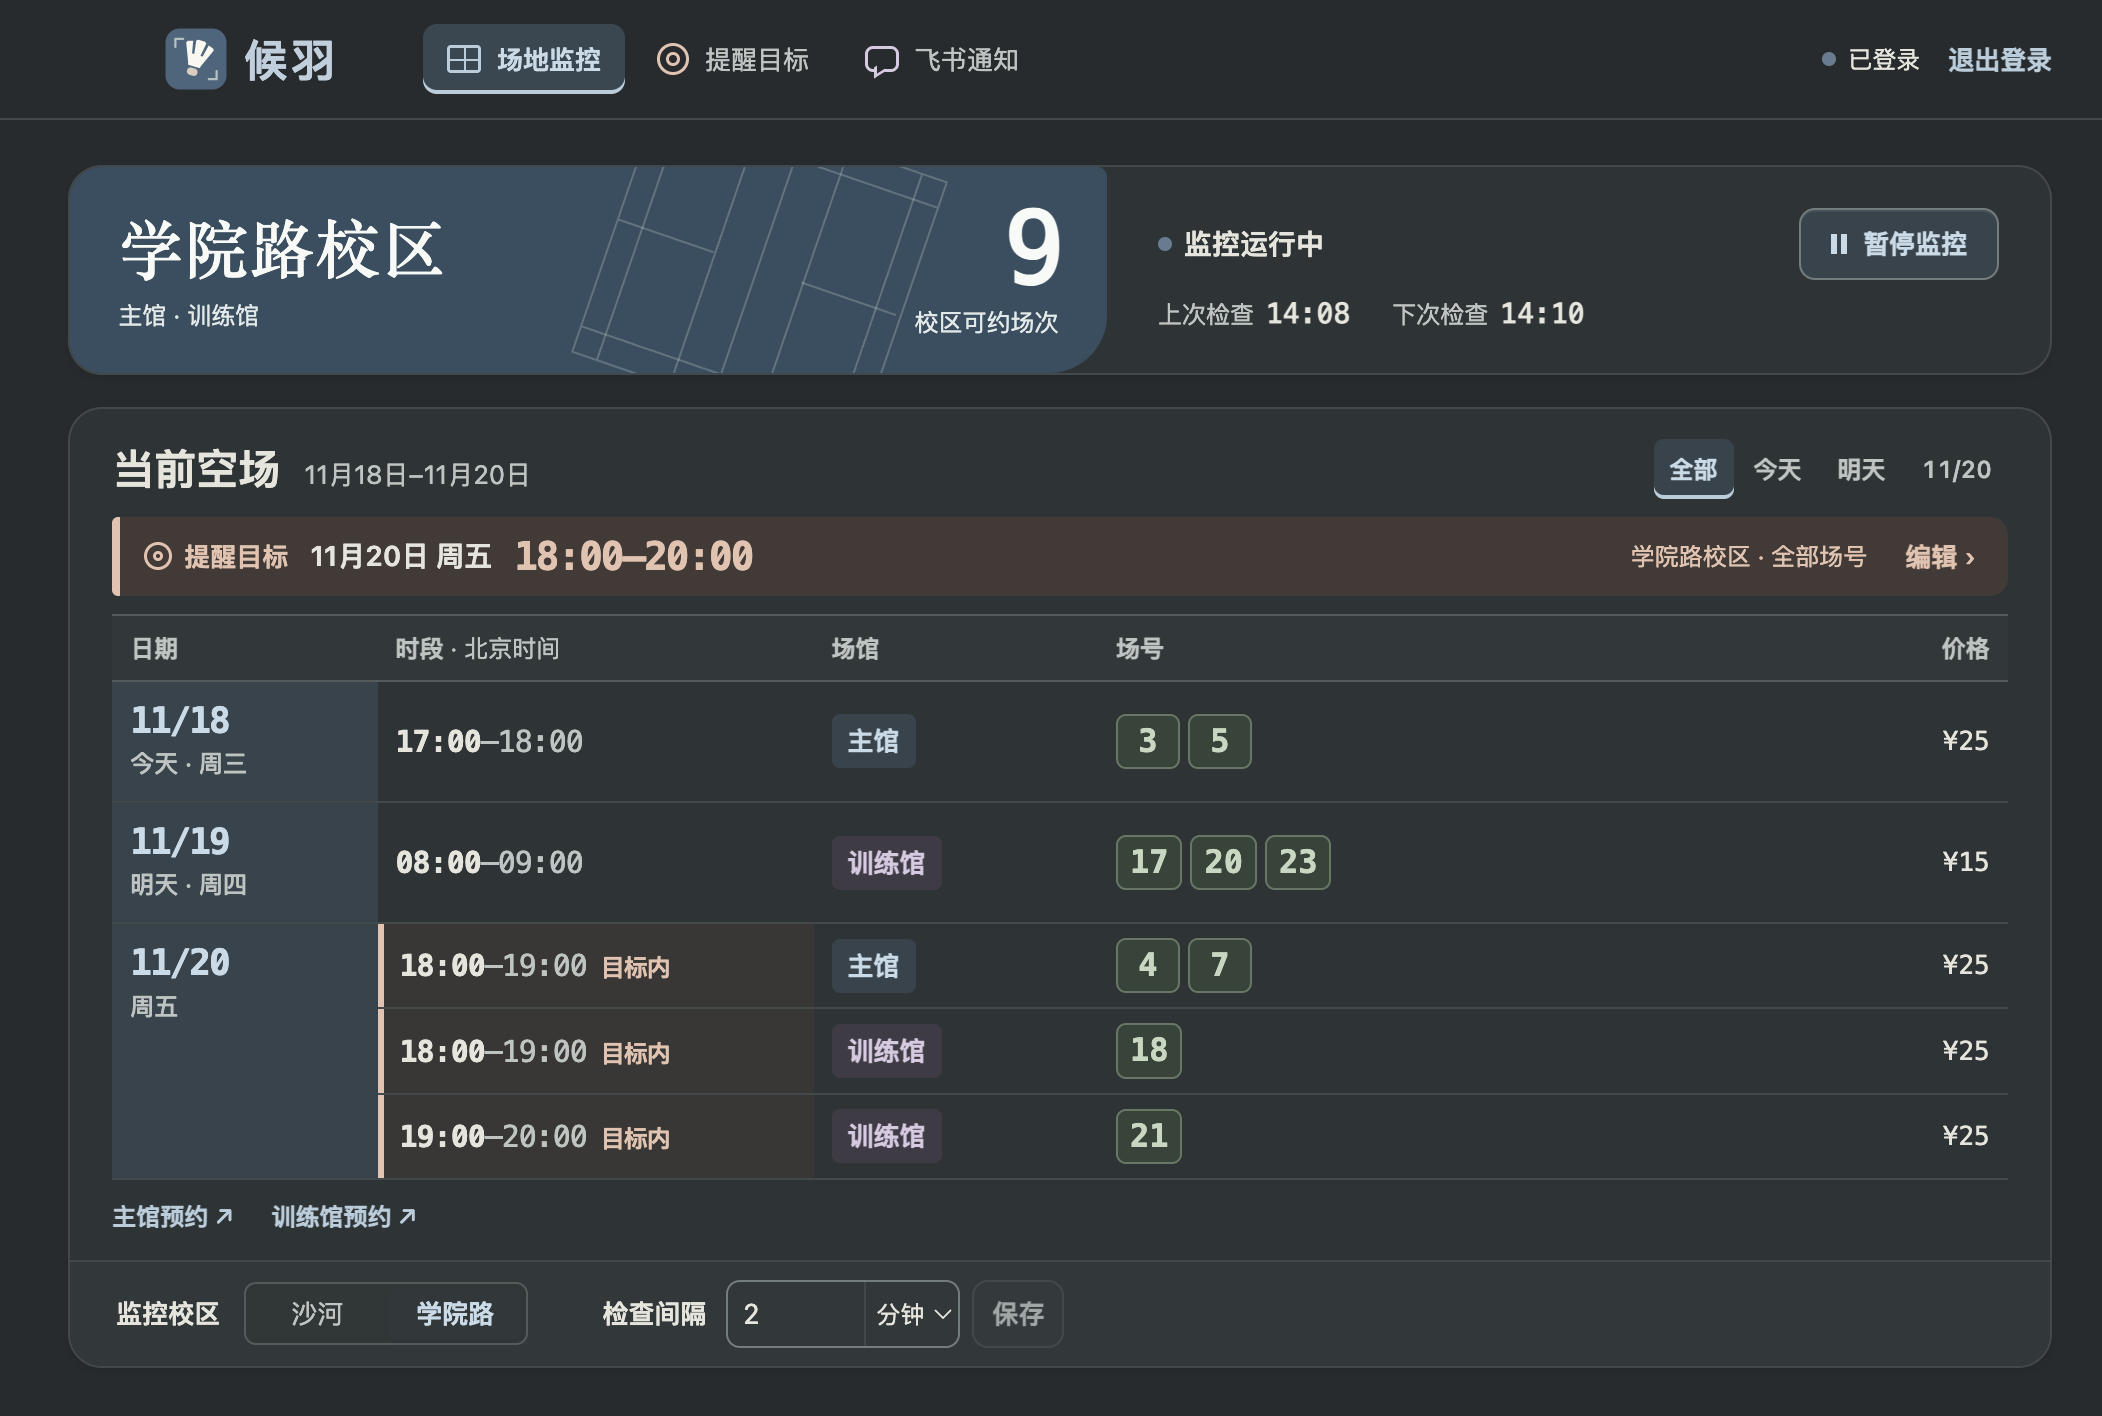 候羽
场地监控
提醒目标
飞书通知
已登录
退出登录
学院路校区
主馆 · 训练馆
9
校区可约场次
监控运行中
暂停监控
上次检查 14:08 下次检查 14:10
当前空场 11月18日–11月20日
全部 今天 明天 11/20
提醒目标 11月20日 周五 18:00–20:00
学院路校区 · 全部场号 编辑 ›
日期 时段 · 北京时间 场馆 场号 价格
11/18
今天 · 周三
17:00–18:00 主馆 3 5 ¥25
11/19
明天 · 周四
08:00–09:00 训练馆 17 20 23 ¥15
11/20
周五
18:00–19:00 目标内 主馆 4 7 ¥25
18:00–19:00 目标内 训练馆 18 ¥25
19:00–20:00 目标内 训练馆 21 ¥25
主馆预约 ↗ 训练馆预约 ↗
监控校区 沙河 学院路 检查间隔 2 分钟 保存